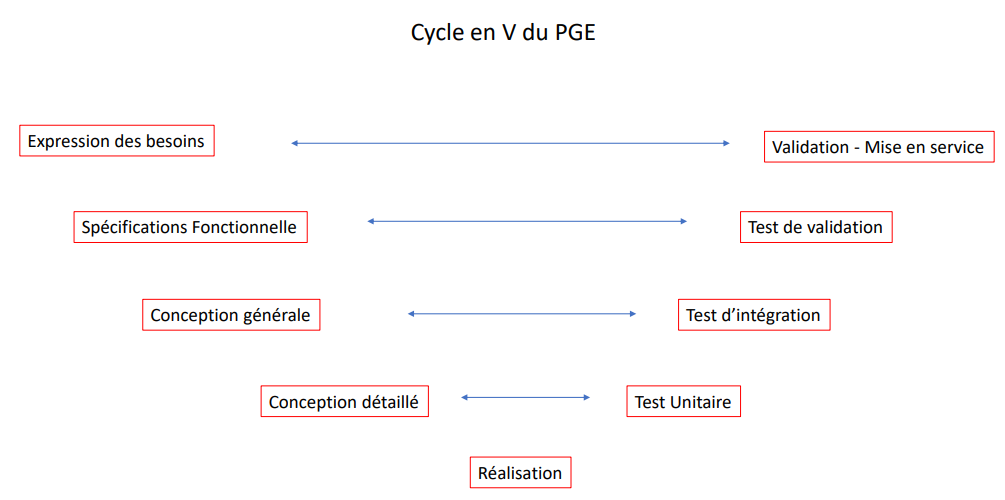 Cycle en V du PGE
Expression des besoins
Validation - Mise en service
Spécifications Fonctionnelle
Test de validation
Conception générale
Test d’intégration
Conception détaillé
Test Unitaire
Réalisation